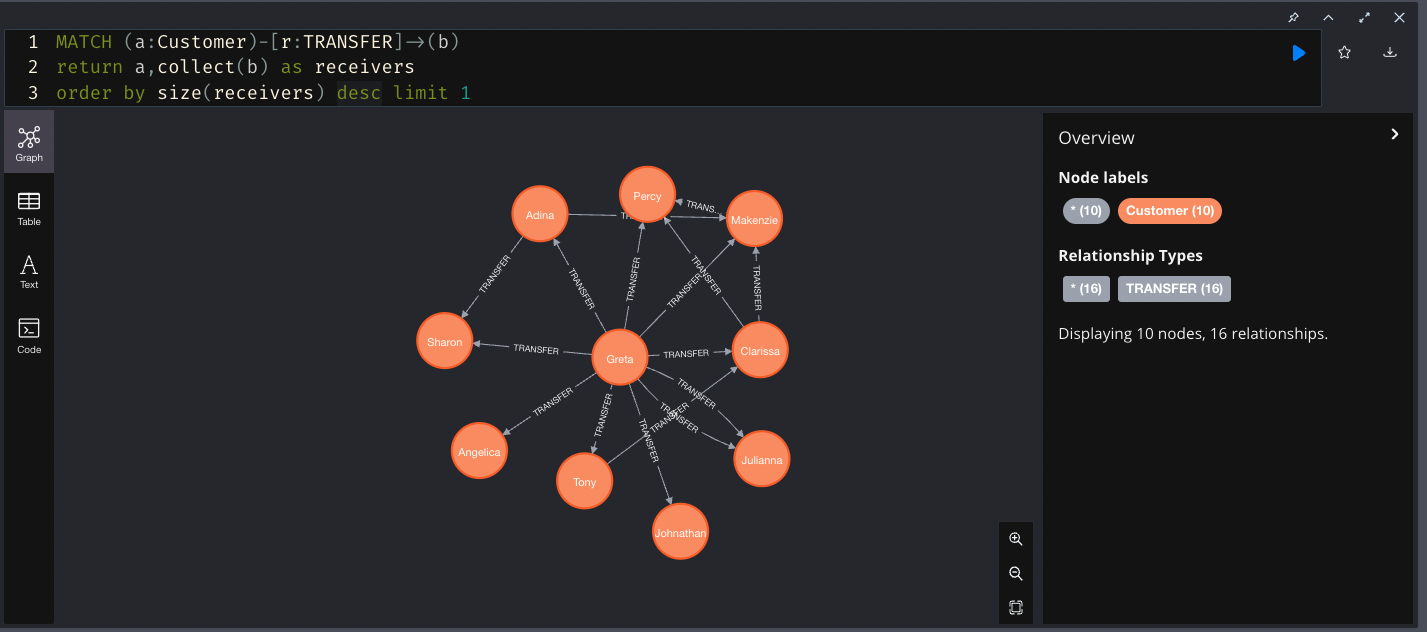 1 MATCH (a:Customer)-[r:TRANSFER]→(b)
2 return a,collect(b) as receivers
3 order by size(receivers) desc limit 1
Graph
Table
Text
Code
Adina
Percy
Makenzie
Sharon
Greta
Clarissa
Angelica
Tony
Julianna
Johnathan
TRANS...
TRANSFER
TRANSFER
TRANSFER
TRANSFER
TRANSFER
TRANSFER
TRANSFER
TRANSFER
TRANSFER
TRANSFER
TRANSFER
TRANSFER
TRANSFER
TRANSFER
Overview
Node labels
* (10) Customer (10)
Relationship Types
* (16) TRANSFER (16)
Displaying 10 nodes, 16 relationships.